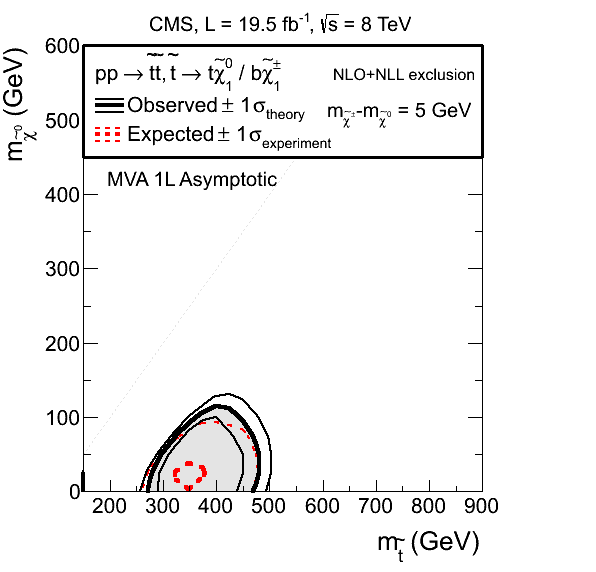 CMS, L = 19.5 fb⁻¹, √s = 8 TeV
pp → t̃t̃, t̃ → tχ̃₁⁰ / bχ̃₁±
NLO+NLL exclusion
Observed ± 1σ_theory
m_χ̃±-m_χ̃⁰ = 5 GeV
Expected ± 1σ_experiment
MVA 1L Asymptotic
m_χ̃⁰ (GeV)
600
500
400
300
200
100
0
200 300 400 500 600 700 800 900
m_t̃ (GeV)